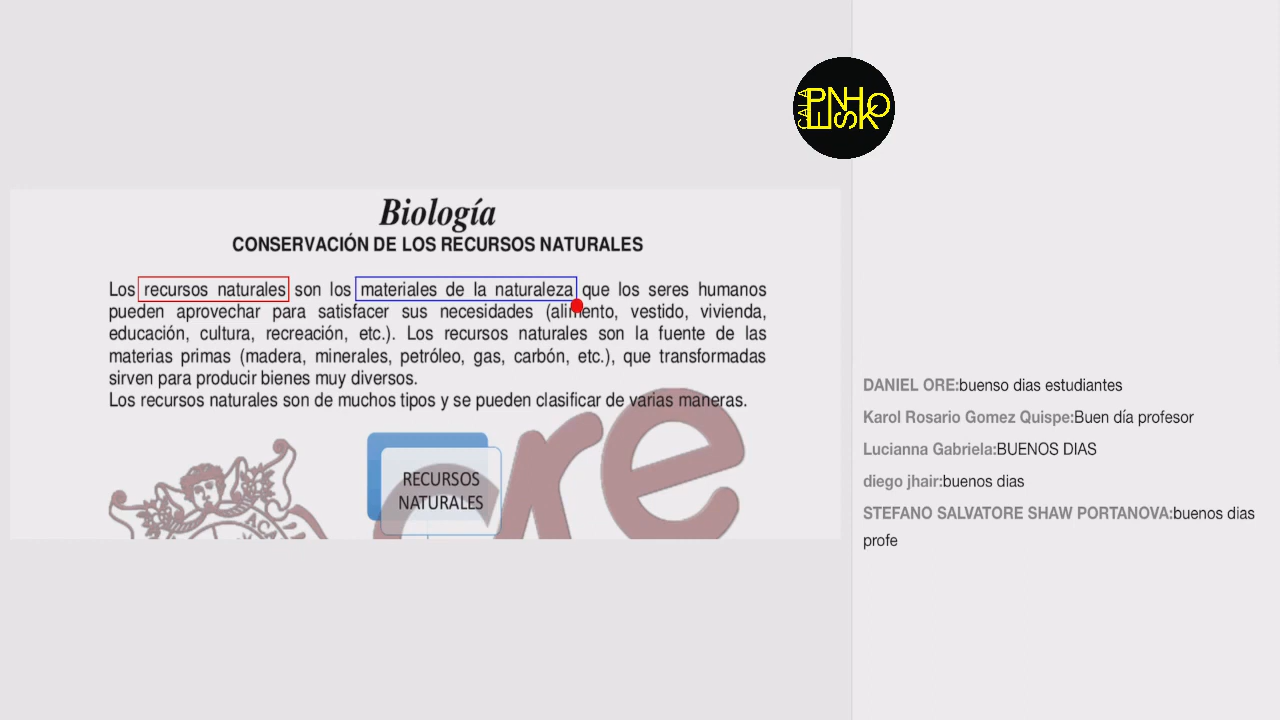 Biología
CONSERVACIÓN DE LOS RECURSOS NATURALES
Los recursos naturales son los materiales de la naturaleza que los seres humanos
pueden aprovechar para satisfacer sus necesidades (alimento, vestido, vivienda,
educación, cultura, recreación, etc.). Los recursos naturales son la fuente de las
materias primas (madera, minerales, petróleo, gas, carbón, etc.), que transformadas
sirven para producir bienes muy diversos.
Los recursos naturales son de muchos tipos y se pueden clasificar de varias maneras.
RECURSOS
NATURALES
ore
DANIEL ORE:buenso dias estudiantes
Karol Rosario Gomez Quispe:Buen día profesor
Lucianna Gabriela:BUENOS DIAS
diego jhair:buenos dias
STEFANO SALVATORE SHAW PORTANOVA:buenos dias
profe